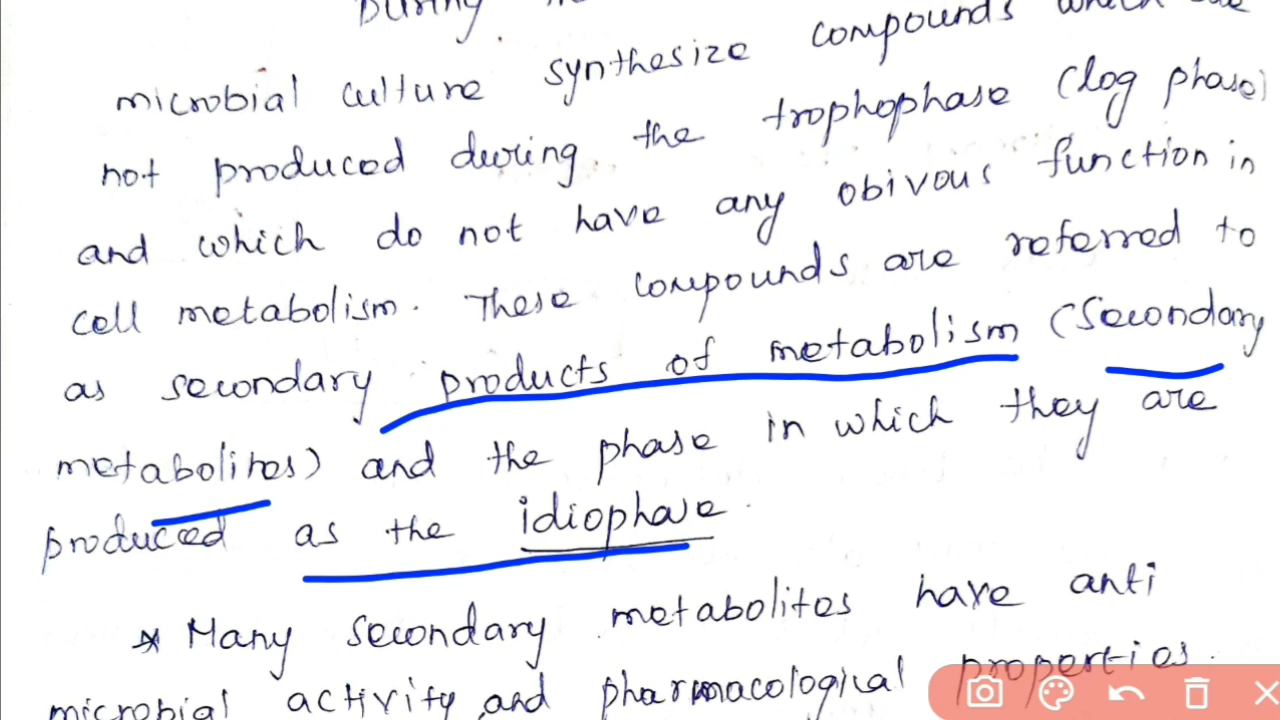 During
microbial culture synthesize compounds which are
not produced during the trophophase (log phase)
and which do not have any obivous function in
cell metabolism. These compounds are referred to
as secondary products of metabolism (Secondary
metabolites) and the phase in which they are
produced as the idiophase.
* Many secondary metabolites have anti
microbial activity and pharmacological properties.